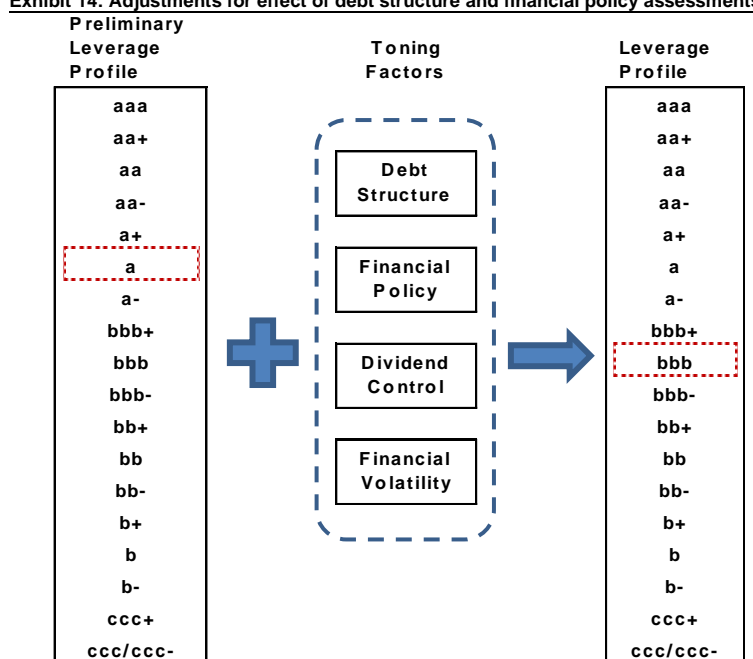 Exhibit 14. Adjustments for effect of debt structure and financial policy assessments
Preliminary
Leverage
Profile
aaa
aa+
aa
aa-
a+
a
a-
bbb+
bbb
bbb-
bb+
bb
bb-
b+
b
b-
ccc+
ccc/ccc-
Toning
Factors
Debt
Structure
Financial
Policy
Dividend
Control
Financial
Volatility
Leverage
Profile
aaa
aa+
aa
aa-
a+
a
a-
bbb+
bbb
bbb-
bb+
bb
bb-
b+
b
b-
ccc+
ccc/ccc-